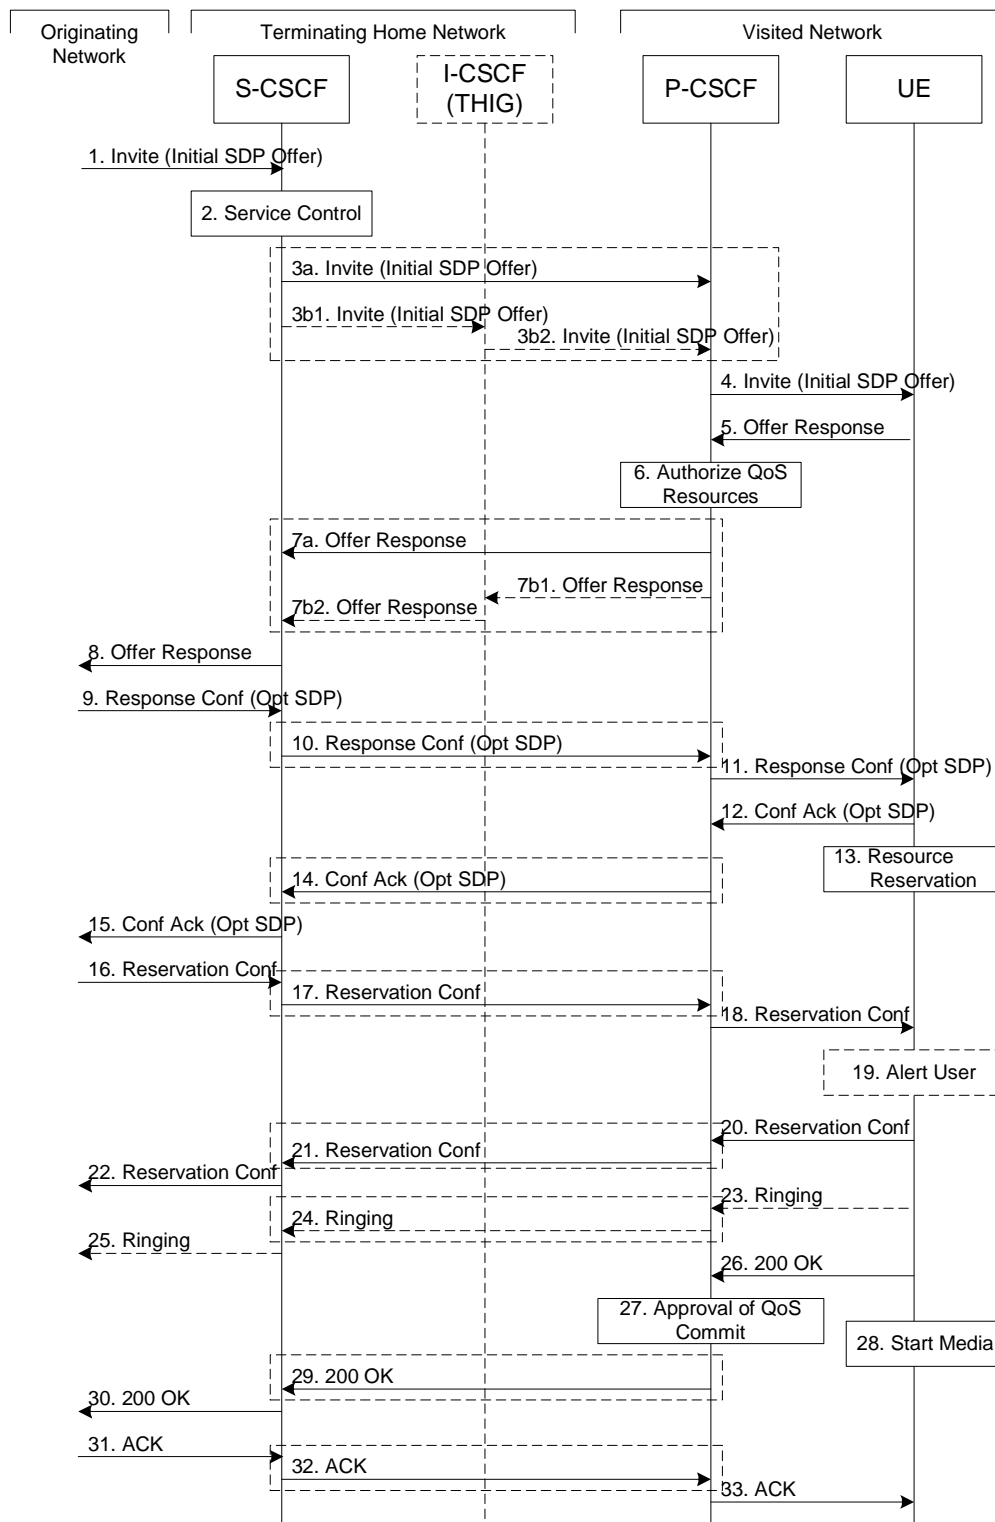 Originating
Network
Terminating Home Network
Visited Network
S-CSCF
I-CSCF
(THIG)
P-CSCF
UE
1. Invite (Initial SDP Offer)
2. Service Control
3a. Invite (Initial SDP Offer)
3b1. Invite (Initial SDP Offer)
3b2. Invite (Initial SDP Offer)
4. Invite (Initial SDP Offer)
5. Offer Response
6. Authorize QoS
Resources
7a. Offer Response
7b1. Offer Response
7b2. Offer Response
8. Offer Response
9. Response Conf (Opt SDP)
10. Response Conf (Opt SDP)
11. Response Conf (Opt SDP)
12. Conf Ack (Opt SDP)
13. Resource
Reservation
14. Conf Ack (Opt SDP)
15. Conf Ack (Opt SDP)
16. Reservation Conf
17. Reservation Conf
18. Reservation Conf
19. Alert User
20. Reservation Conf
21. Reservation Conf
22. Reservation Conf
23. Ringing
24. Ringing
25. Ringing
26. 200 OK
27. Approval of QoS
Commit
28. Start Media
29. 200 OK
30. 200 OK
31. ACK
32. ACK
33. ACK